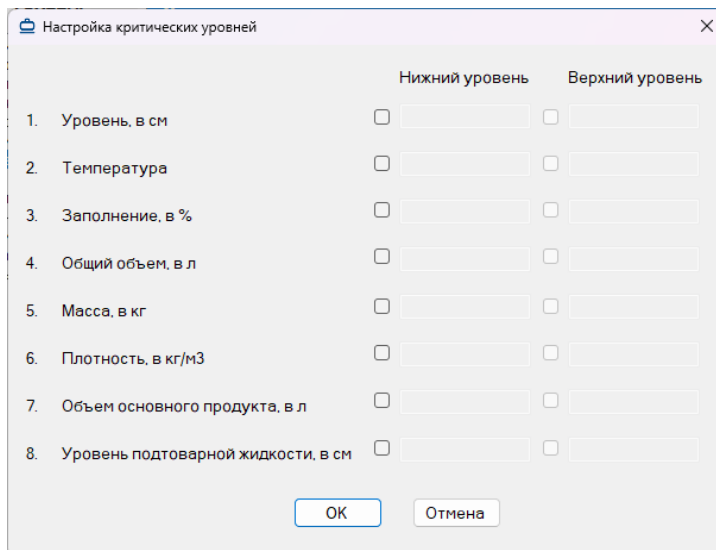 Настройка критических уровней
Нижний уровень Верхний уровень
1. Уровень, в см
2. Температура
3. Заполнение, в %
4. Общий объем, в л
5. Масса, в кг
6. Плотность, в кг/м3
7. Объем основного продукта, в л
8. Уровень подтоварной жидкости, в см
OK Отмена